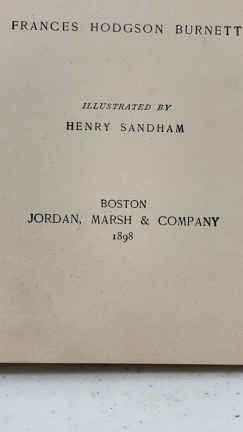 FRANCES HODGSON BURNETT
ILLUSTRATED BY
HENRY SANDHAM
BOSTON
JORDAN, MARSH & COMPANY
1898